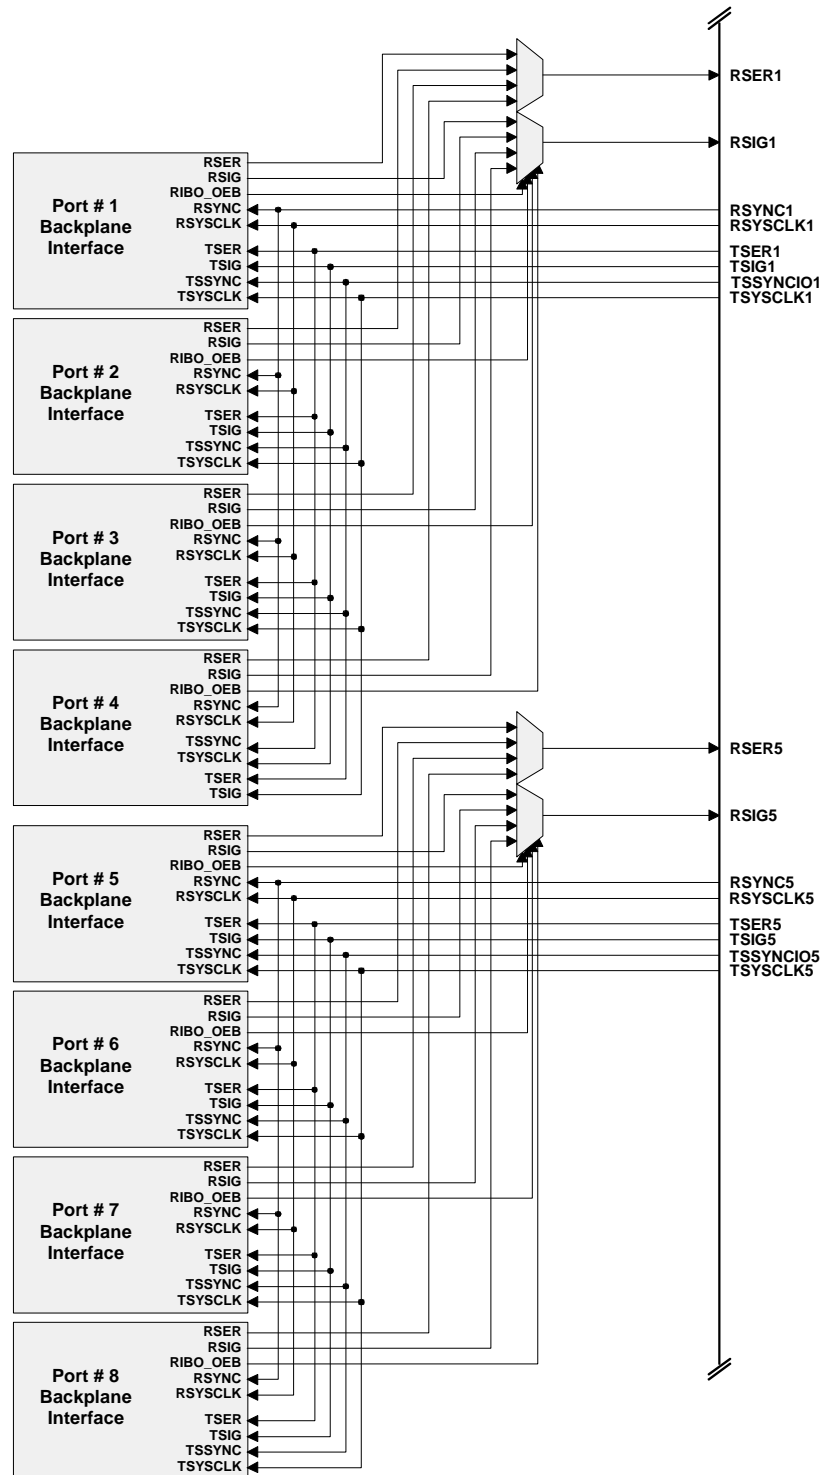 RSER1
RSIG1
Port # 1
Backplane
Interface
RSER
RSIG
RIBO_OEB
RSYNC
RSYSCLK
TSER
TSIG
TSSYNC
TSYSCLK
RSYNC1
RSYSCLK1
TSER1
TSIG1
TSSYNCIO1
TSYSCLK1
Port # 2
Backplane
Interface
RSER
RSIG
RIBO_OEB
RSYNC
RSYSCLK
TSER
TSIG
TSSYNC
TSYSCLK
Port # 3
Backplane
Interface
RSER
RSIG
RIBO_OEB
RSYNC
RSYSCLK
TSER
TSIG
TSSYNC
TSYSCLK
Port # 4
Backplane
Interface
RSER
RSIG
RIBO_OEB
RSYNC
RSYSCLK
TSSYNC
TSYSCLK
TSER
TSIG
RSER5
RSIG5
Port # 5
Backplane
Interface
RSER
RSIG
RIBO_OEB
RSYNC
RSYSCLK
TSER
TSIG
TSSYNC
TSYSCLK
RSYNC5
RSYSCLK5
TSER5
TSIG5
TSSYNCIO5
TSYSCLK5
Port # 6
Backplane
Interface
RSER
RSIG
RIBO_OEB
RSYNC
RSYSCLK
TSER
TSIG
TSSYNC
TSYSCLK
Port # 7
Backplane
Interface
RSER
RSIG
RIBO_OEB
RSYNC
RSYSCLK
TSER
TSIG
TSSYNC
TSYSCLK
Port # 8
Backplane
Interface
RSER
RSIG
RIBO_OEB
RSYNC
RSYSCLK
TSER
TSIG
TSSYNC
TSYSCLK